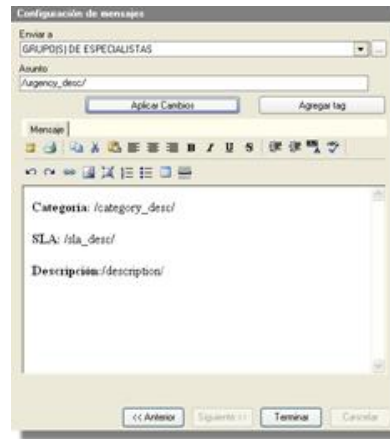 Configuración de mensajes
Enviar a
GRUPO(S) DE ESPECIALISTAS
...
Asunto
/urgency_desc/
Aplicar Cambios Agregar tag
Mensaje
B I U S
Categoria: /category_desc/
SLA: /sla_desc/
Descripción:/description/
<< Anterior Siguiente >> Terminar Cancelar